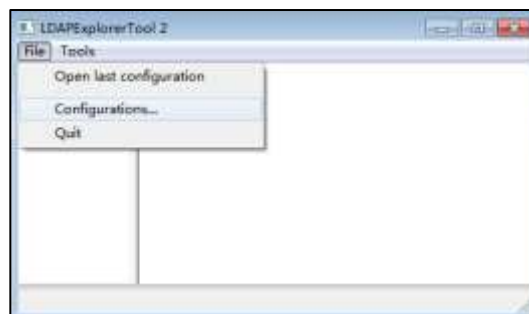 LDAPExplorerTool 2
File Tools
Open last configuration
Configurations...
Quit